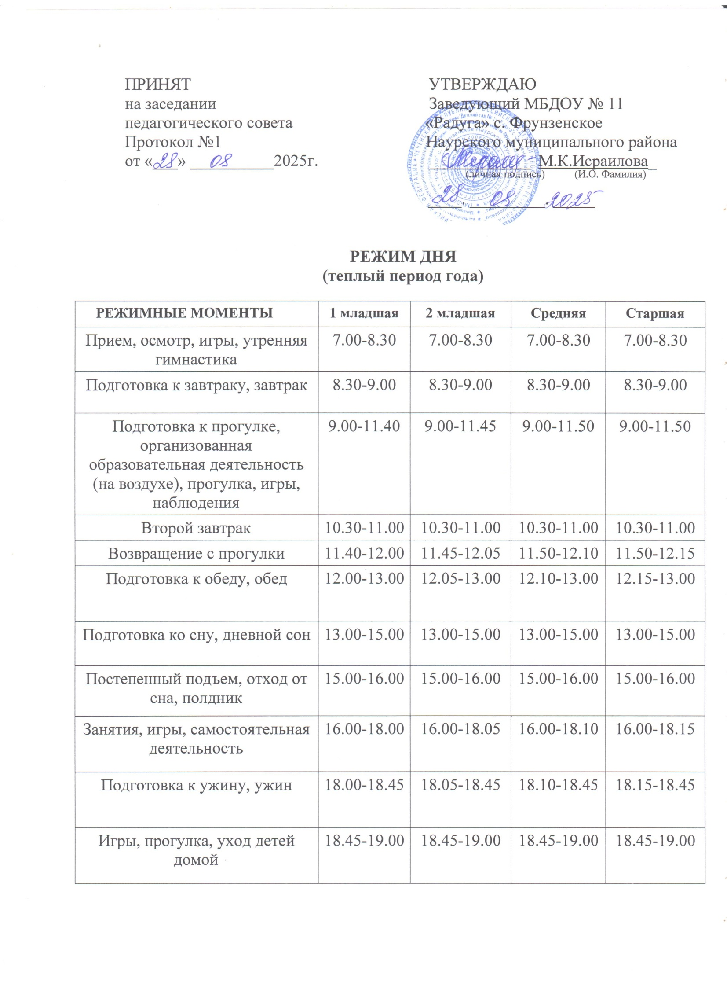 ПРИНЯТ
на заседании
педагогического совета
Протокол №1
от «28» 08 2025г.
УТВЕРЖДАЮ
Заведующий МБДОУ № 11
«Радуга» с. Фрунзенское
Наурского муниципального района
М.К.Исраилова
(личная подпись) (И.О. Фамилия)
28. 08. 2025
РЕЖИМ ДНЯ
(теплый период года)
РЕЖИМНЫЕ МОМЕНТЫ 1 младшая 2 младшая Средняя Старшая
Прием, осмотр, игры, утренняя 7.00-8.30 7.00-8.30 7.00-8.30 7.00-8.30
гимнастика
Подготовка к завтраку, завтрак 8.30-9.00 8.30-9.00 8.30-9.00 8.30-9.00
Подготовка к прогулке, 9.00-11.40 9.00-11.45 9.00-11.50 9.00-11.50
организованная
образовательная деятельность
(на воздухе), прогулка, игры,
наблюдения
Второй завтрак 10.30-11.00 10.30-11.00 10.30-11.00 10.30-11.00
Возвращение с прогулки 11.40-12.00 11.45-12.05 11.50-12.10 11.50-12.15
Подготовка к обеду, обед 12.00-13.00 12.05-13.00 12.10-13.00 12.15-13.00
Подготовка ко сну, дневной сон 13.00-15.00 13.00-15.00 13.00-15.00 13.00-15.00
Постепенный подъем, отход от 15.00-16.00 15.00-16.00 15.00-16.00 15.00-16.00
сна, полдник
Занятия, игры, самостоятельная 16.00-18.00 16.00-18.05 16.00-18.10 16.00-18.15
деятельность
Подготовка к ужину, ужин 18.00-18.45 18.05-18.45 18.10-18.45 18.15-18.45
Игры, прогулка, уход детей 18.45-19.00 18.45-19.00 18.45-19.00 18.45-19.00
домой